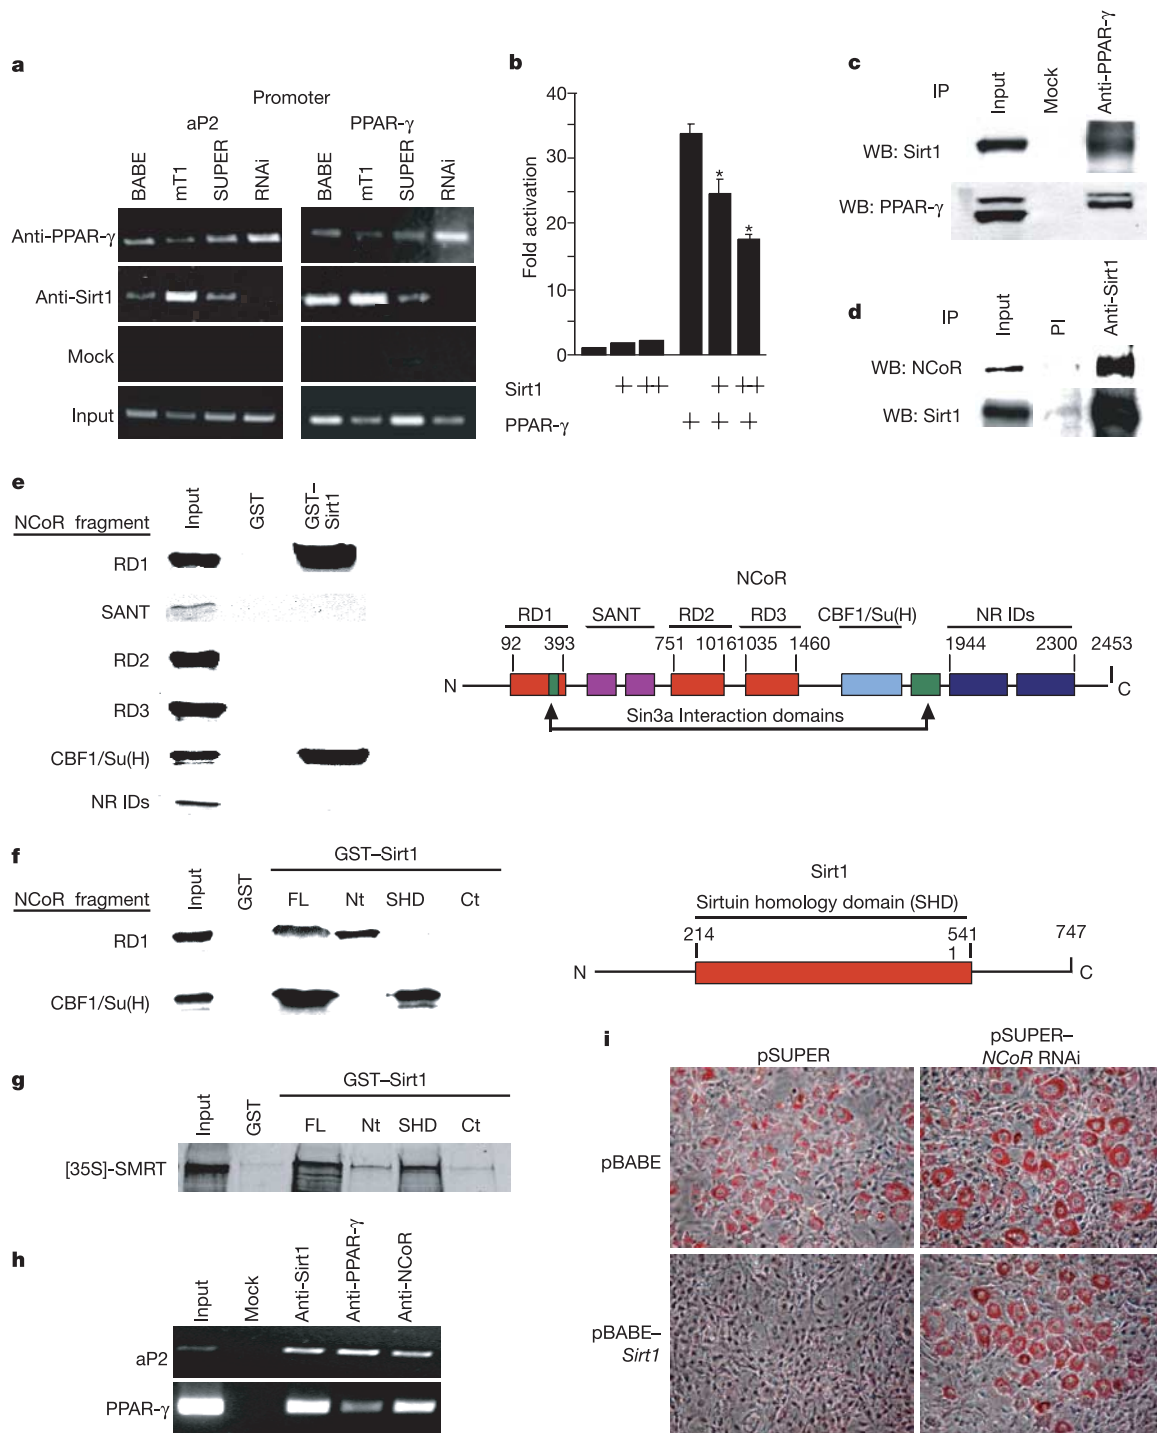 a
Promoter
aP2
PPAR-γ
BABE
mT1
SUPER
RNAi
BABE
mT1
SUPER
RNAi
Anti-PPAR-γ
Anti-Sirt1
Mock
Input
b
Fold activation
40
30
20
10
0
Sirt1 + ++ + ++
PPAR-γ + + +
* *
c
IP
Input
Mock
Anti-PPAR-γ
WB: Sirt1
WB: PPAR-γ
d
IP
Input
PI
Anti-Sirt1
WB: NCoR
WB: Sirt1
e
NCoR fragment
Input
GST
GST–
Sirt1
RD1
SANT
RD2
RD3
CBF1/Su(H)
NR IDs
NCoR
RD1 SANT RD2 RD3 CBF1/Su(H) NR IDs
92 393 751 1016 1035 1460 1944 2300 2453
N C
Sin3a Interaction domains
f
GST–Sirt1
NCoR fragment
Input
GST
FL Nt SHD Ct
RD1
CBF1/Su(H)
Sirt1
Sirtuin homology domain (SHD)
214 541 747
1
N C
g
GST–Sirt1
Input
GST
FL Nt SHD Ct
[35S]-SMRT
h
Input
Mock
Anti-Sirt1
Anti-PPAR-γ
Anti-NCoR
aP2
PPAR-γ
i
pSUPER
pSUPER–
NCoR RNAi
pBABE
pBABE–
Sirt1